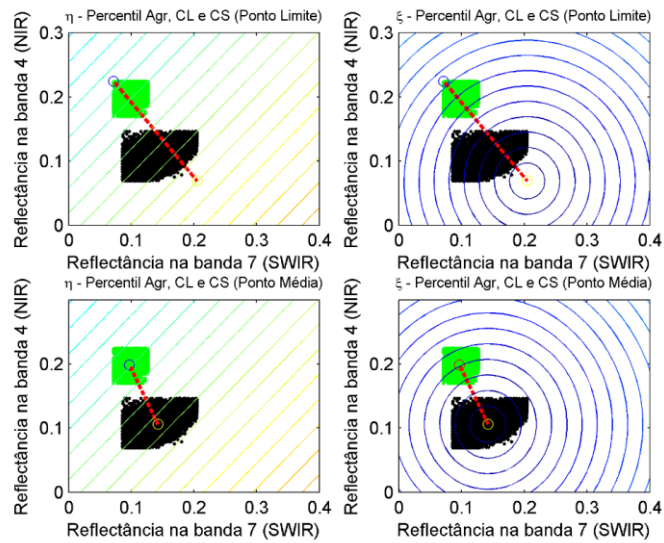 η - Percentil Agr, CL e CS (Ponto Limite)
ξ - Percentil Agr, CL e CS (Ponto Limite)
Reflectância na banda 4 (NIR)
0.3
0.2
0.1
0
0 0.1 0.2 0.3 0.4
Reflectância na banda 7 (SWIR)
Reflectância na banda 4 (NIR)
0.3
0.2
0.1
0
0 0.1 0.2 0.3 0.4
Reflectância na banda 7 (SWIR)
η - Percentil Agr, CL e CS (Ponto Média)
ξ - Percentil Agr, CL e CS (Ponto Média)
Reflectância na banda 4 (NIR)
0.3
0.2
0.1
0
0 0.1 0.2 0.3 0.4
Reflectância na banda 7 (SWIR)
Reflectância na banda 4 (NIR)
0.3
0.2
0.1
0
0 0.1 0.2 0.3 0.4
Reflectância na banda 7 (SWIR)